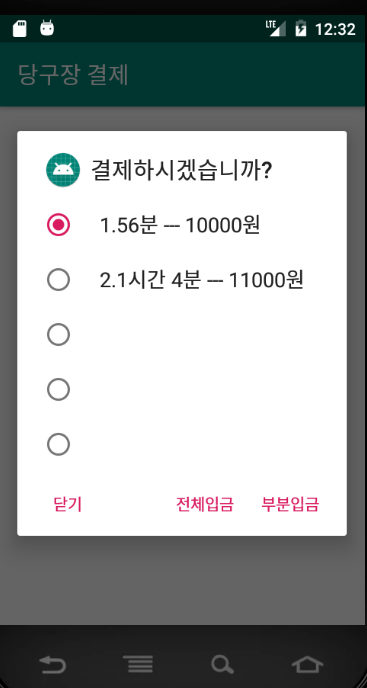 LTE 12:32
당구장 결제
결제하시겠습니까?
1.56분 --- 10000원
2.1시간 4분 --- 11000원
닫기 전체입금 부분입금